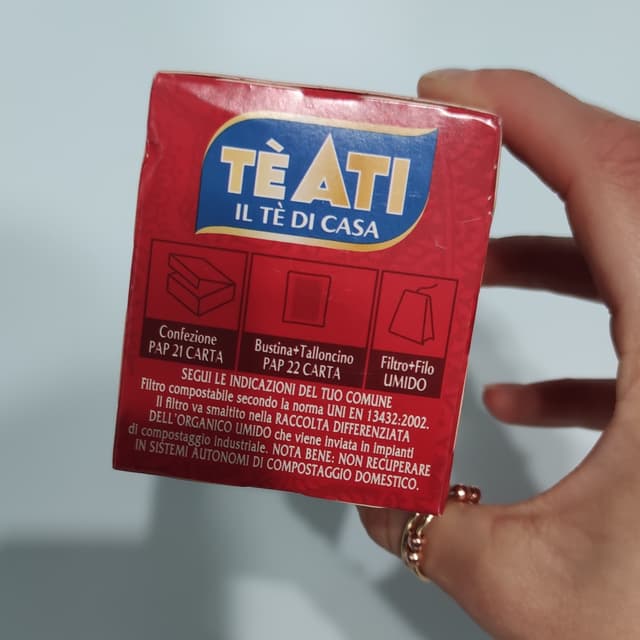 TÈ ATI
IL TÈ DI CASA
Confezione
PAP 21 CARTA
Bustina+Talloncino
PAP 22 CARTA
Filtro+Filo
UMIDO
SEGUI LE INDICAZIONI DEL TUO COMUNE
Filtro compostabile secondo la norma UNI EN 13432:2002.
Il filtro va smaltito nella RACCOLTA DIFFERENZIATA
DELL'ORGANICO UMIDO che viene inviata in impianti
di compostaggio industriale. NOTA BENE: NON RECUPERARE
IN SISTEMI AUTONOMI DI COMPOSTAGGIO DOMESTICO.